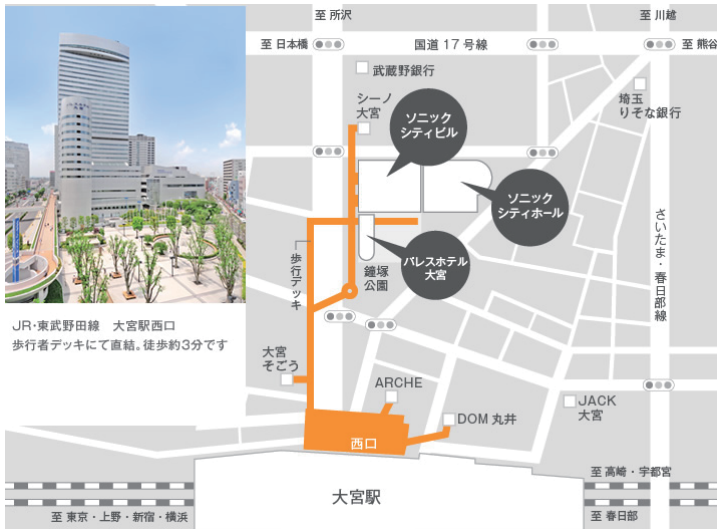 至 所沢
至 川越
至 日本橋
国道 17 号線
至 熊谷
武蔵野銀行
シーノ
大宮
埼玉
りそな銀行
ソニック
シティビル
ソニック
シティホール
さいたま・春日部線
歩行デッキ
鐘塚
公園
パレスホテル
大宮
JR・東武野田線 大宮駅西口
歩行者デッキにて直結。徒歩約3分です
大宮
そごう
ARCHE
DOM 丸井
JACK
大宮
西口
至 高崎・宇都宮
大宮駅
至 東京・上野・新宿・横浜
至 春日部